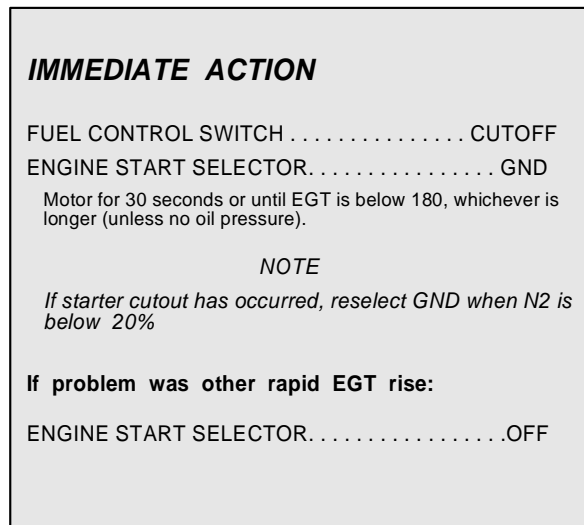 IMMEDIATE ACTION
FUEL CONTROL SWITCH . . . . . . . . . . . . . . . CUTOFF
ENGINE START SELECTOR. . . . . . . . . . . . . . . . GND
Motor for 30 seconds or until EGT is below 180, whichever is
longer (unless no oil pressure).
NOTE
If starter cutout has occurred, reselect GND when N2 is
below 20%
If problem was other rapid EGT rise:
ENGINE START SELECTOR. . . . . . . . . . . . . . . . .OFF